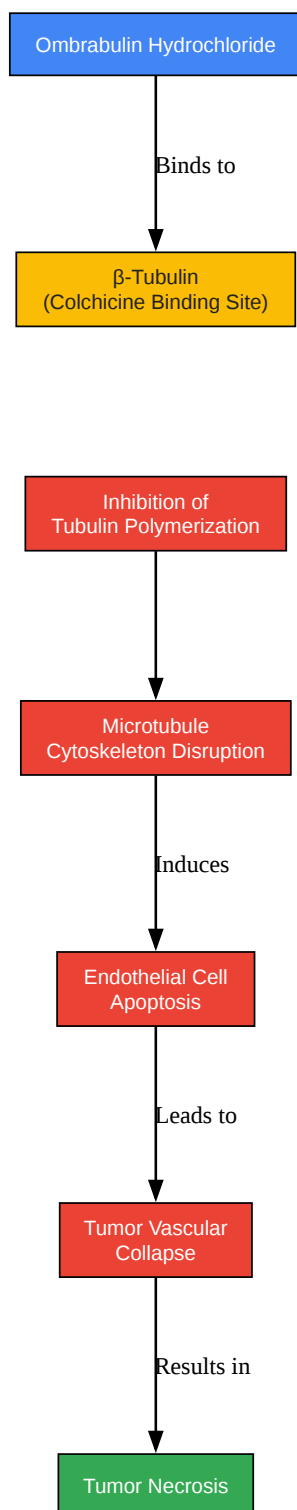 Ombrabulin Hydrochloride
Binds to
β-Tubulin
(Colchicine Binding Site)
Inhibition of
Tubulin Polymerization
Microtubule
Cytoskeleton Disruption
Induces
Endothelial Cell
Apoptosis
Leads to
Tumor Vascular
Collapse
Results in
Tumor Necrosis